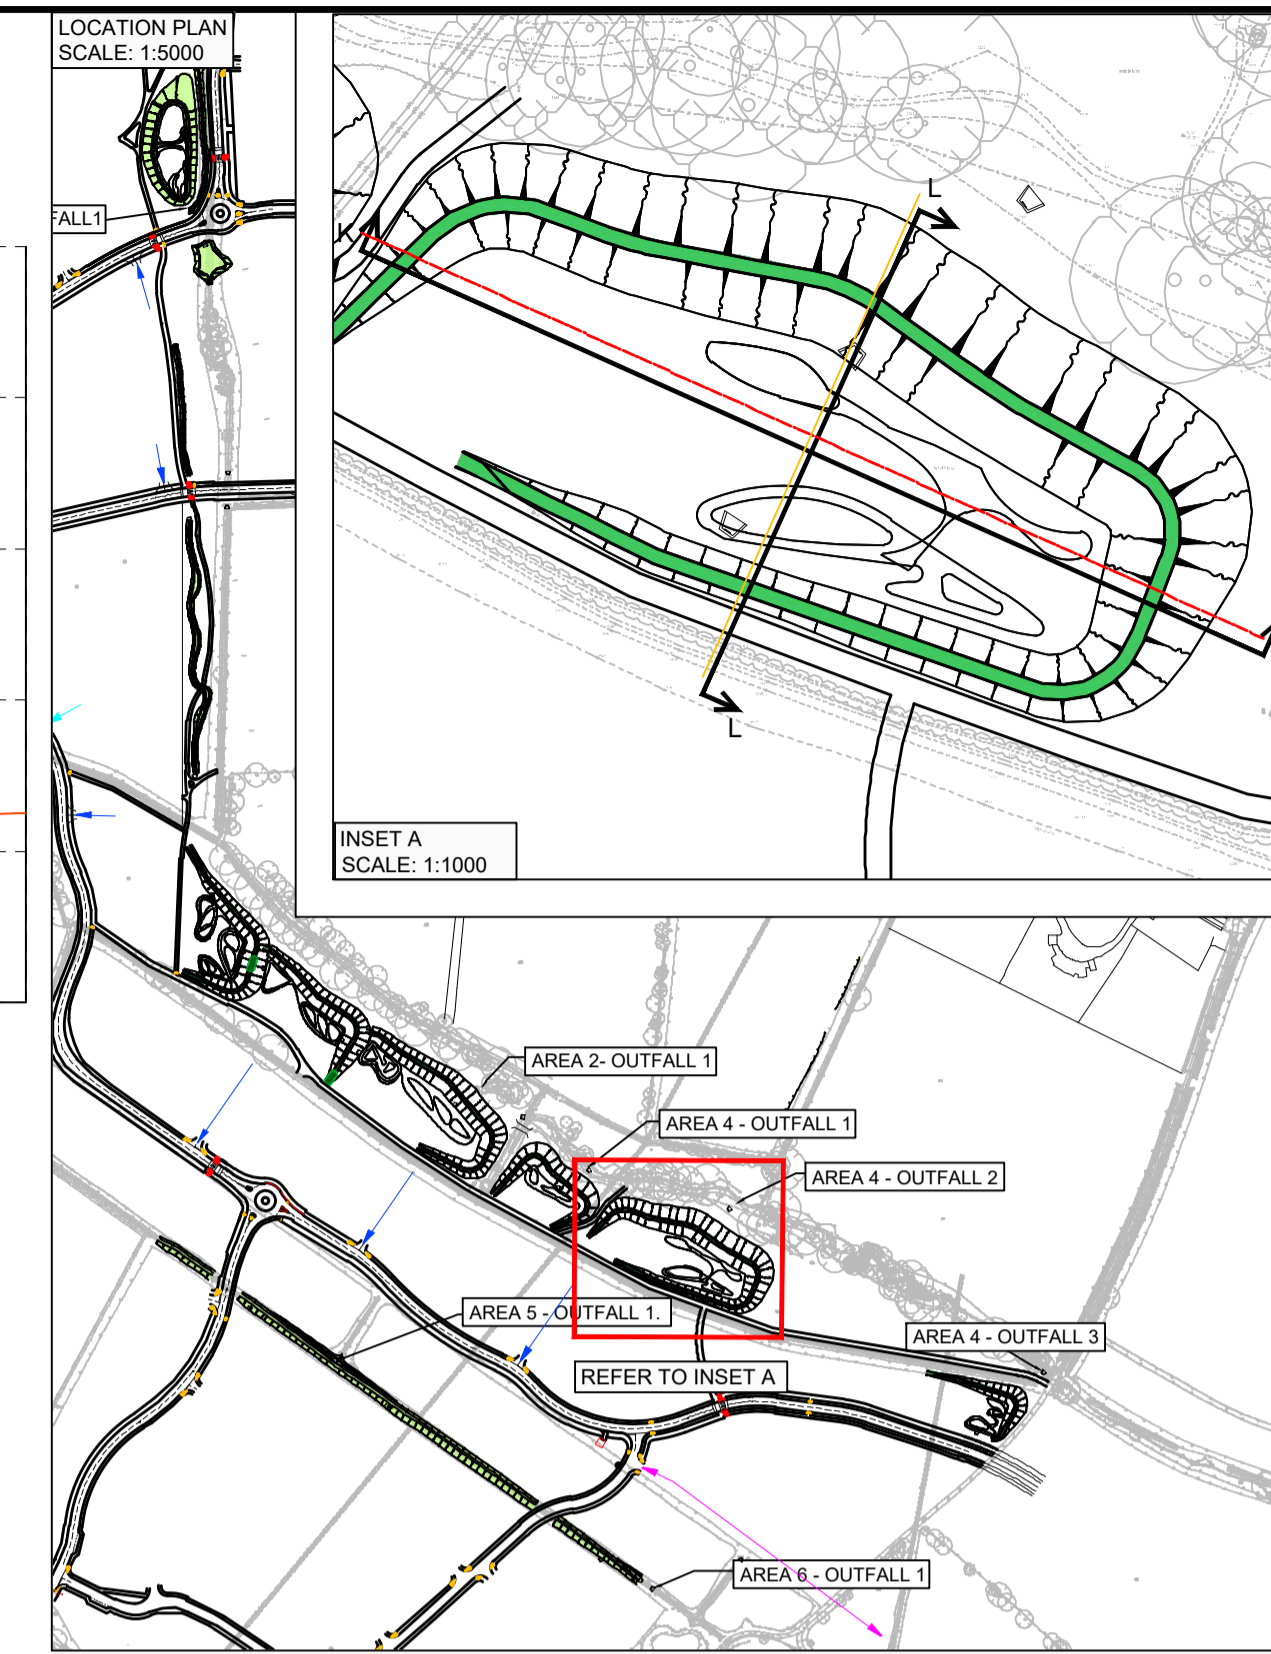 LOCATION PLAN
SCALE: 1:5000
FALL1
K
L
L
INSET A
SCALE: 1:1000
AREA 2- OUTFALL 1
AREA 4 - OUTFALL 1
AREA 4 - OUTFALL 2
AREA 5 - OUTFALL 1.
AREA 4 - OUTFALL 3
REFER TO INSET A
AREA 6 - OUTFALL 1